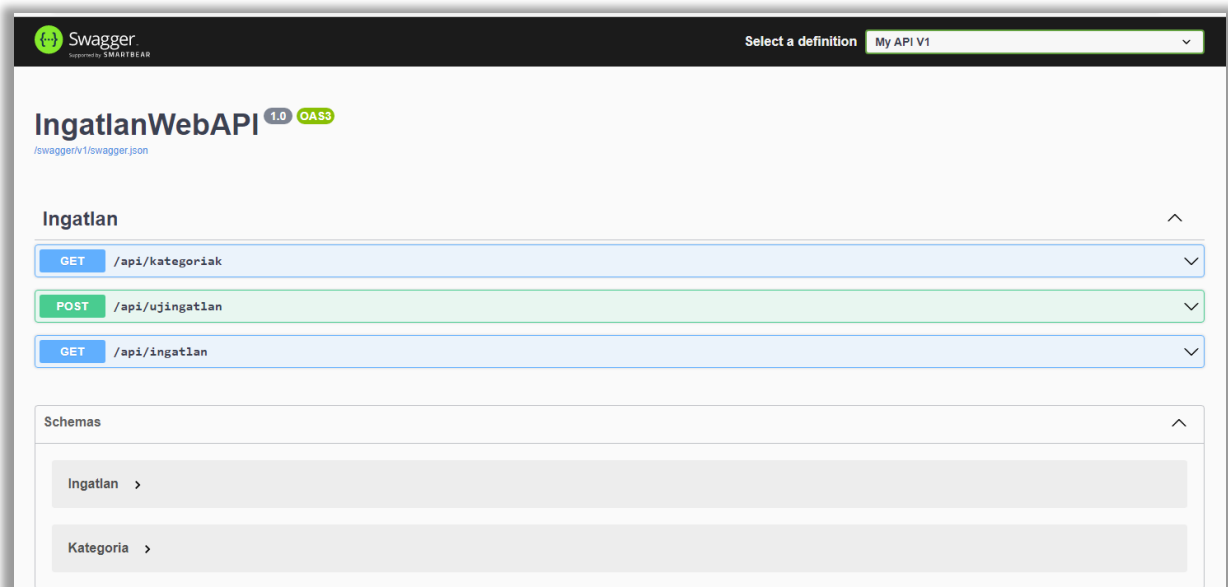 Swagger.
Supported by SMARTBEAR
Select a definition My API V1
IngatlanWebAPI 1.0 OAS3
/swagger/v1/swagger.json
Ingatlan
GET /api/kategoriak
POST /api/ujingatlan
GET /api/ingatlan
Schemas
Ingatlan
Kategoria